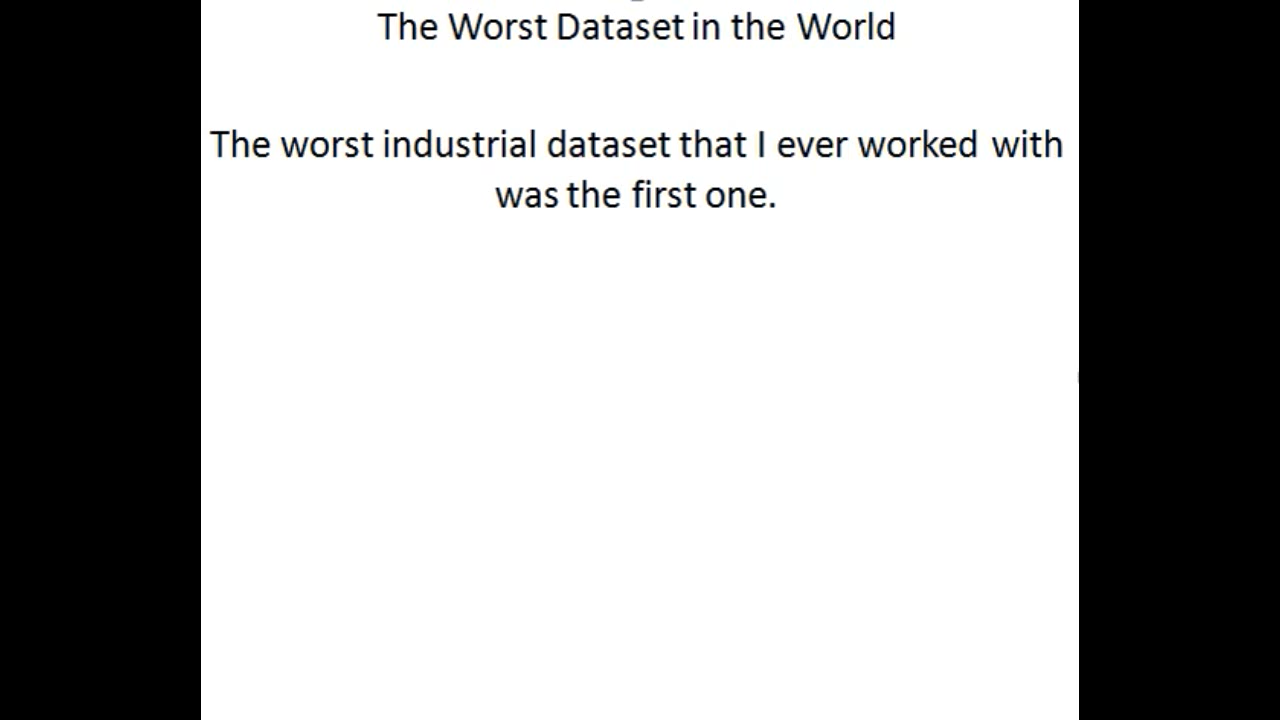 The Worst Dataset in the World
The worst industrial dataset that I ever worked with
was the first one.